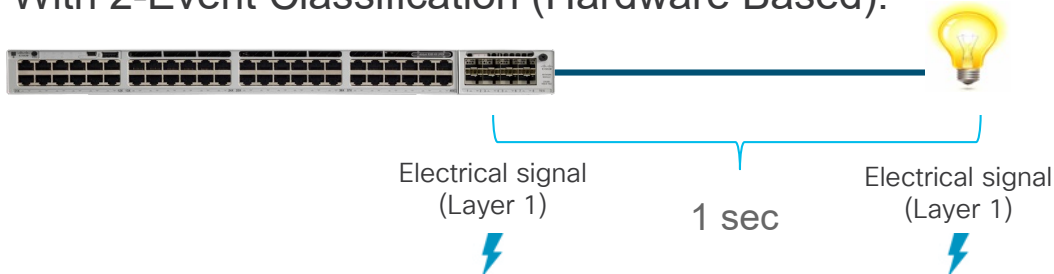 With 2-Event Classification (Hardware Based):
Electrical signal
(Layer 1)
1 sec
Electrical signal
(Layer 1)